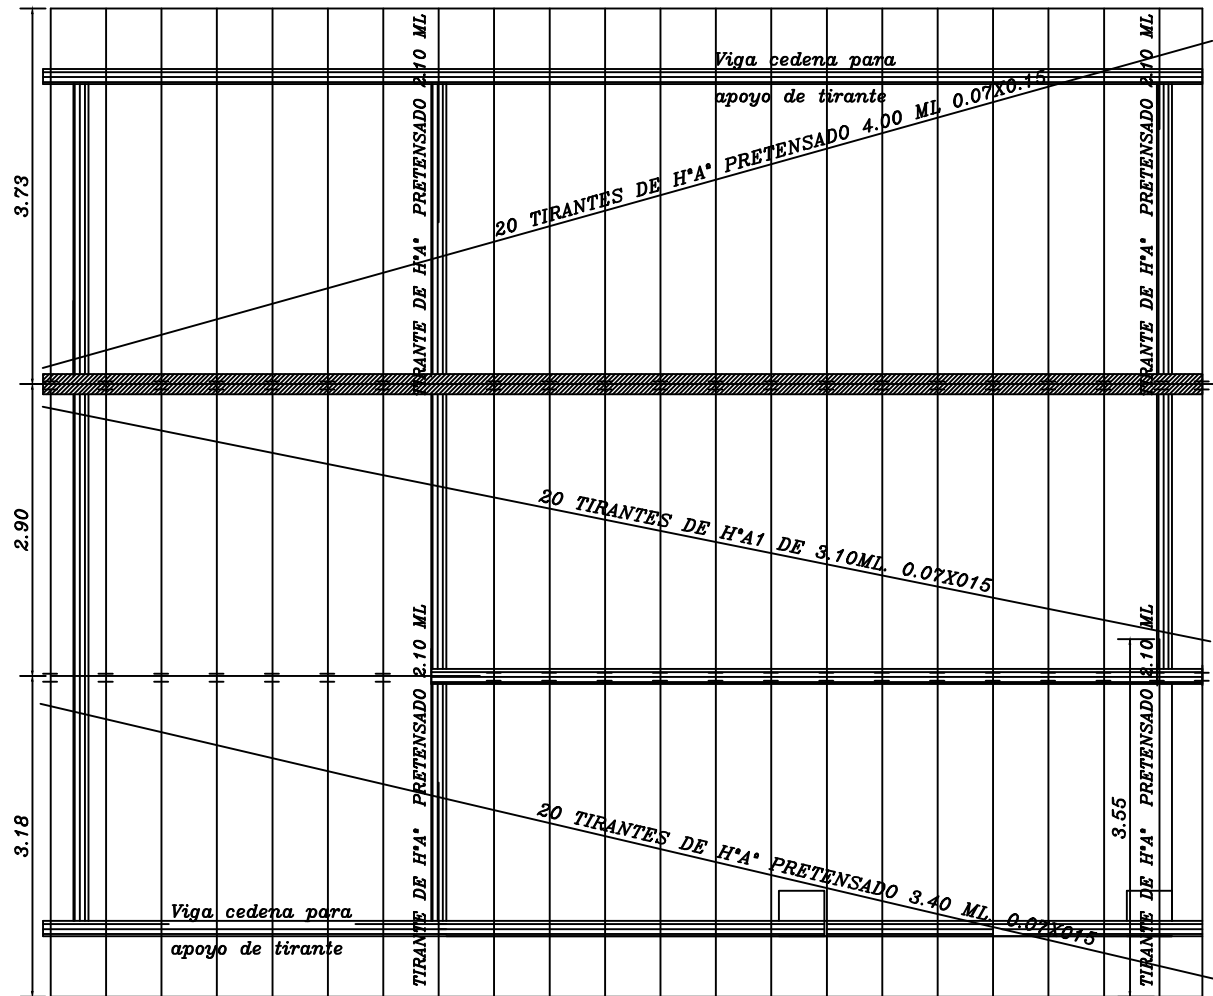 Viga cedena para
apoyo de tirante
TIRANTE DE H°A° PRETENSADO 2.10 ML
TIRANTE DE H°A° PRETENSADO 2.10 ML
20 TIRANTES DE H°A° PRETENSADO 4.00 ML 0.07X0.15
3.73
20 TIRANTES DE H°A1 DE 3.10ML. 0.07X015
2.90
TIRANTE DE H°A° PRETENSADO 2.10 ML
TIRANTE DE H°A° PRETENSADO 2.10 ML
20 TIRANTES DE H°A° PRETENSADO 3.40 ML. 0.07X015
3.18
3.55
Viga cedena para
apoyo de tirante